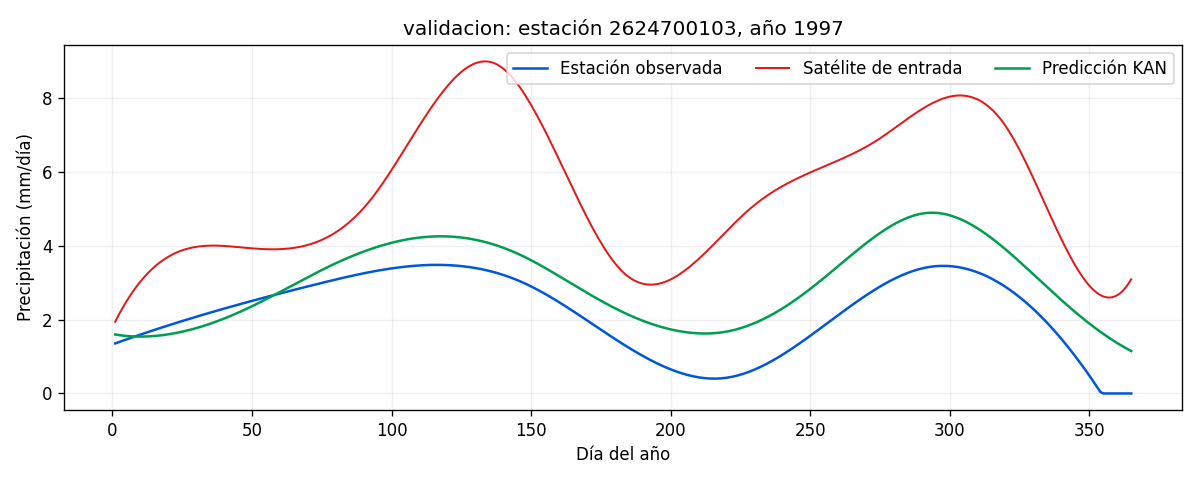 validacion: estación 2624700103, año 1997
Estación observada
Satélite de entrada
Predicción KAN
Precipitación (mm/día)
8
6
4
2
0
0 50 100 150 200 250 300 350
Día del año